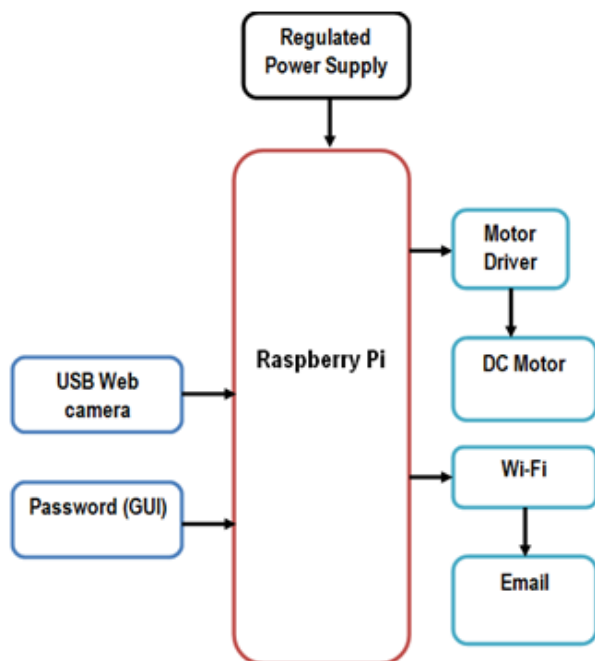 Regulated
Power Supply
Motor
Driver
Raspberry Pi
DC Motor
USB Web
camera
Wi-Fi
Password (GUI)
Email